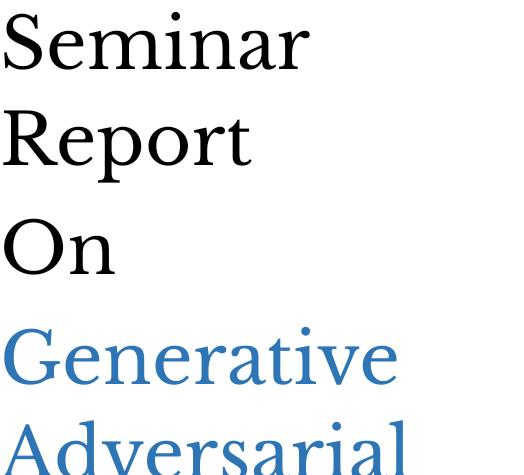 Seminar
Report
On
Generative
Adversarial